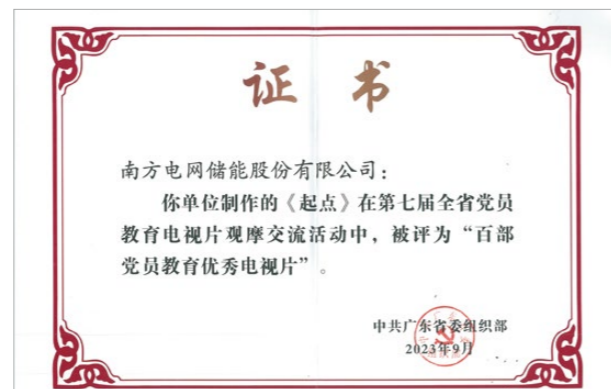 证 书
南方电网储能股份有限公司：
你单位制作的《起点》在第七届全省党员
教育电视片观摩交流活动中，被评为“百部
党员教育优秀电视片”。
中共广东省委组织部
2023年9月